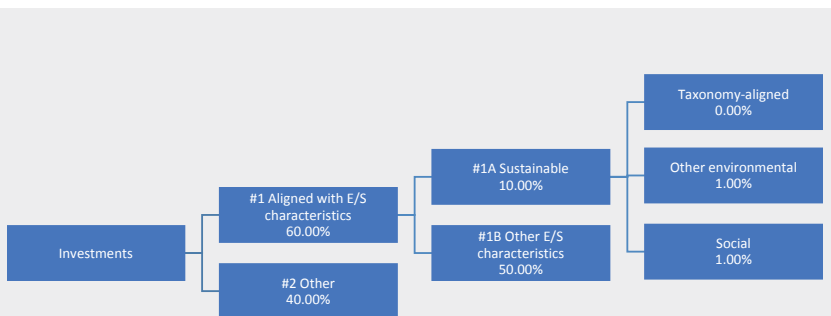 Investments
#1 Aligned with E/S
characteristics
60.00%
#2 Other
40.00%
#1A Sustainable
10.00%
#1B Other E/S
characteristics
50.00%
Taxonomy-aligned
0.00%
Other environmental
1.00%
Social
1.00%